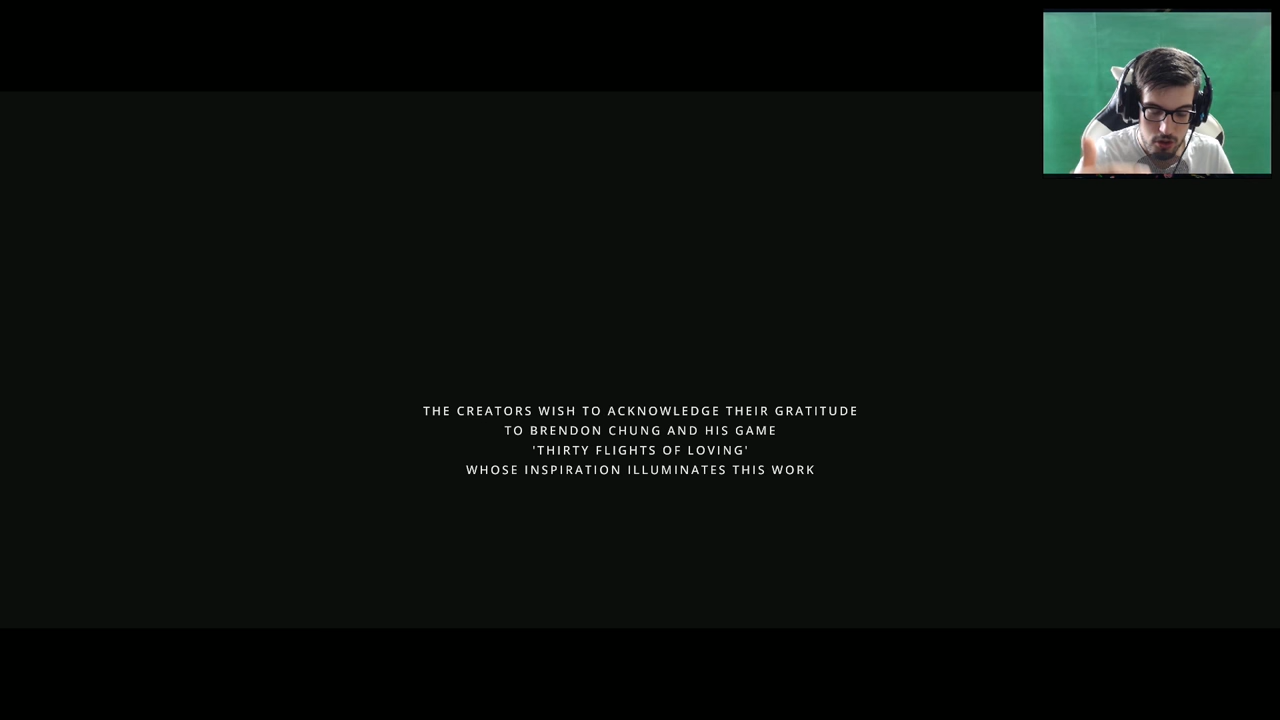 THE CREATORS WISH TO ACKNOWLEDGE THEIR GRATITUDE
TO BRENDON CHUNG AND HIS GAME
'THIRTY FLIGHTS OF LOVING'
WHOSE INSPIRATION ILLUMINATES THIS WORK